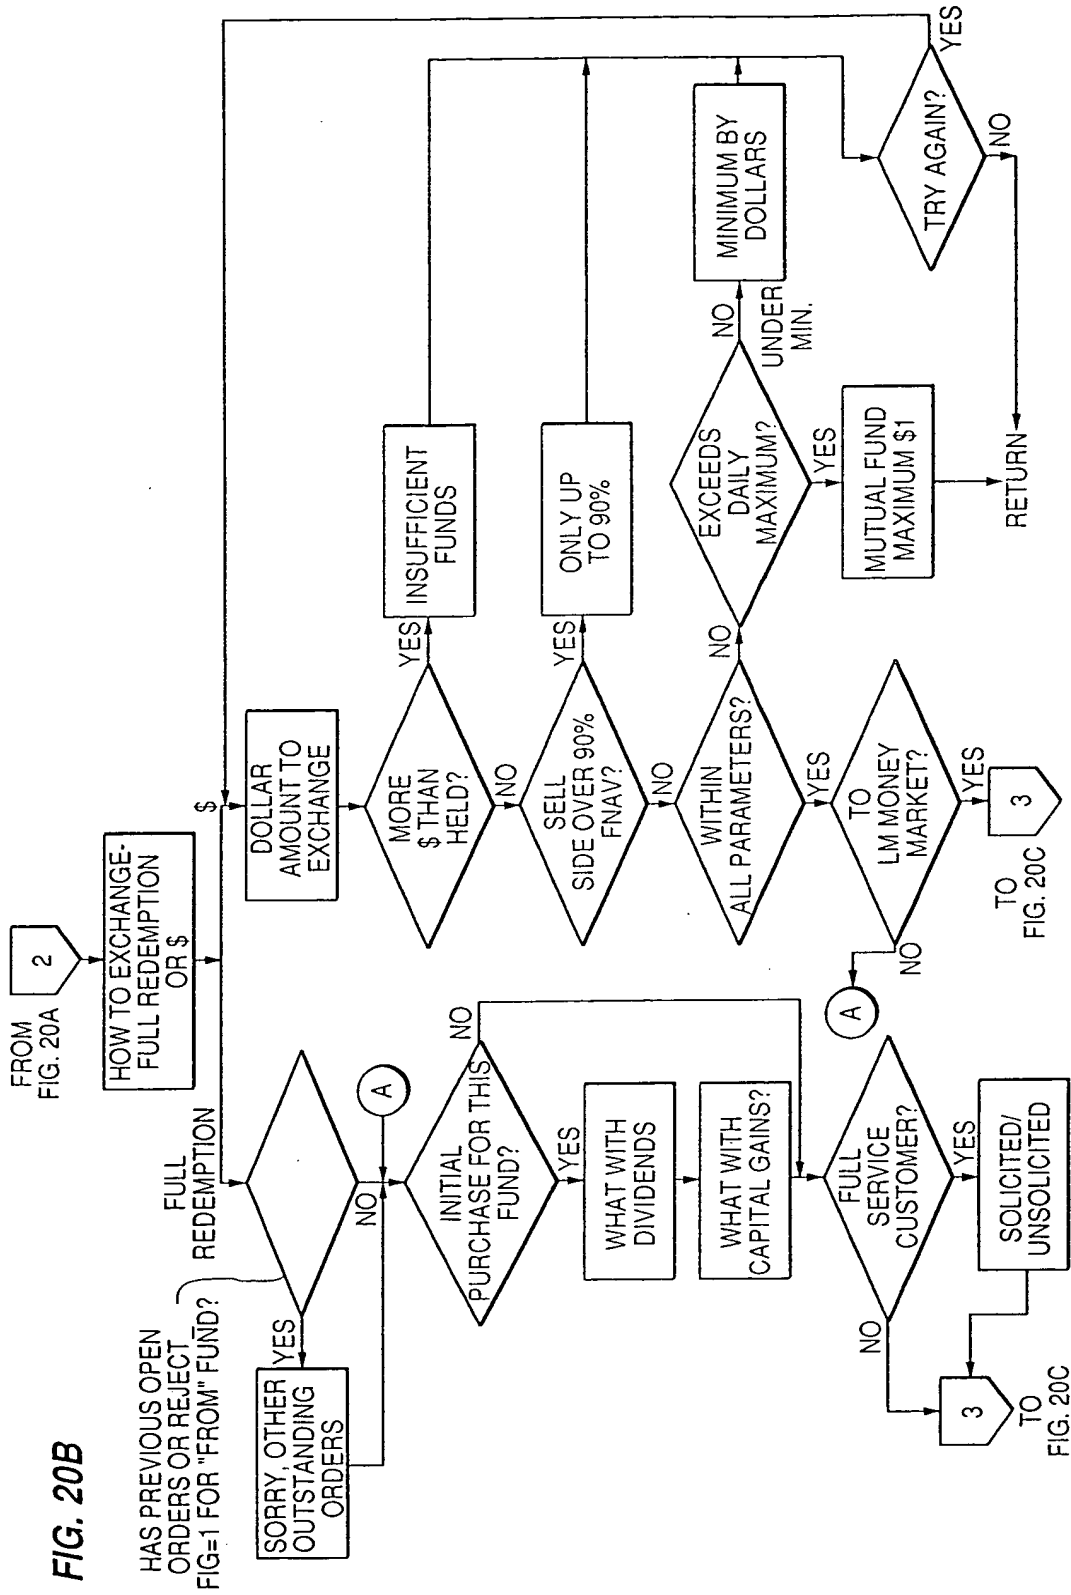 FIG. 20B
FROM
FIG. 20A
2
HOW TO EXCHANGE-
FULL REDEMPTION
OR $
FULL
REDEMPTION
$
HAS PREVIOUS OPEN
ORDERS OR REJECT
FIG=1 FOR "FROM" FUND?
YES
SORRY, OTHER
OUTSTANDING
ORDERS
NO
A
INITIAL
PURCHASE FOR THIS
FUND?
NO
YES
WHAT WITH
DIVIDENDS
WHAT WITH
CAPITAL GAINS?
FULL
SERVICE
CUSTOMER?
NO
YES
SOLICITED/
UNSOLICITED
3
TO
FIG. 20C
DOLLAR
AMOUNT TO
EXCHANGE
MORE
$ THAN
HELD?
YES
INSUFFICIENT
FUNDS
NO
SELL
SIDE OVER 90%
FNAV?
YES
ONLY UP
TO 90%
NO
WITHIN
ALL PARAMETERS?
NO
EXCEEDS
DAILY
MAXIMUM?
NO
UNDER
MIN.
MINIMUM BY
DOLLARS
YES
MUTUAL FUND
MAXIMUM $1
RETURN
YES
TO
LM MONEY
MARKET?
NO
A
YES
3
TO
FIG. 20C
TRY AGAIN?
YES
NO